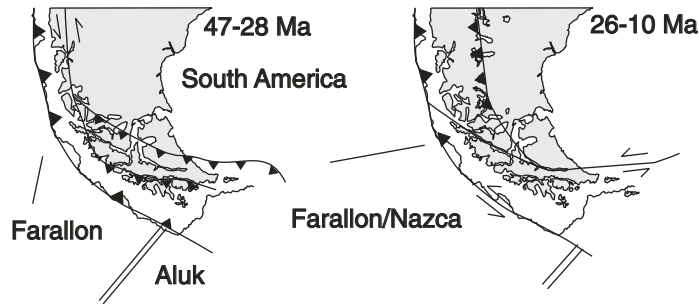 47-28 Ma
26-10 Ma
South America
Farallon
Farallon/Nazca
Aluk